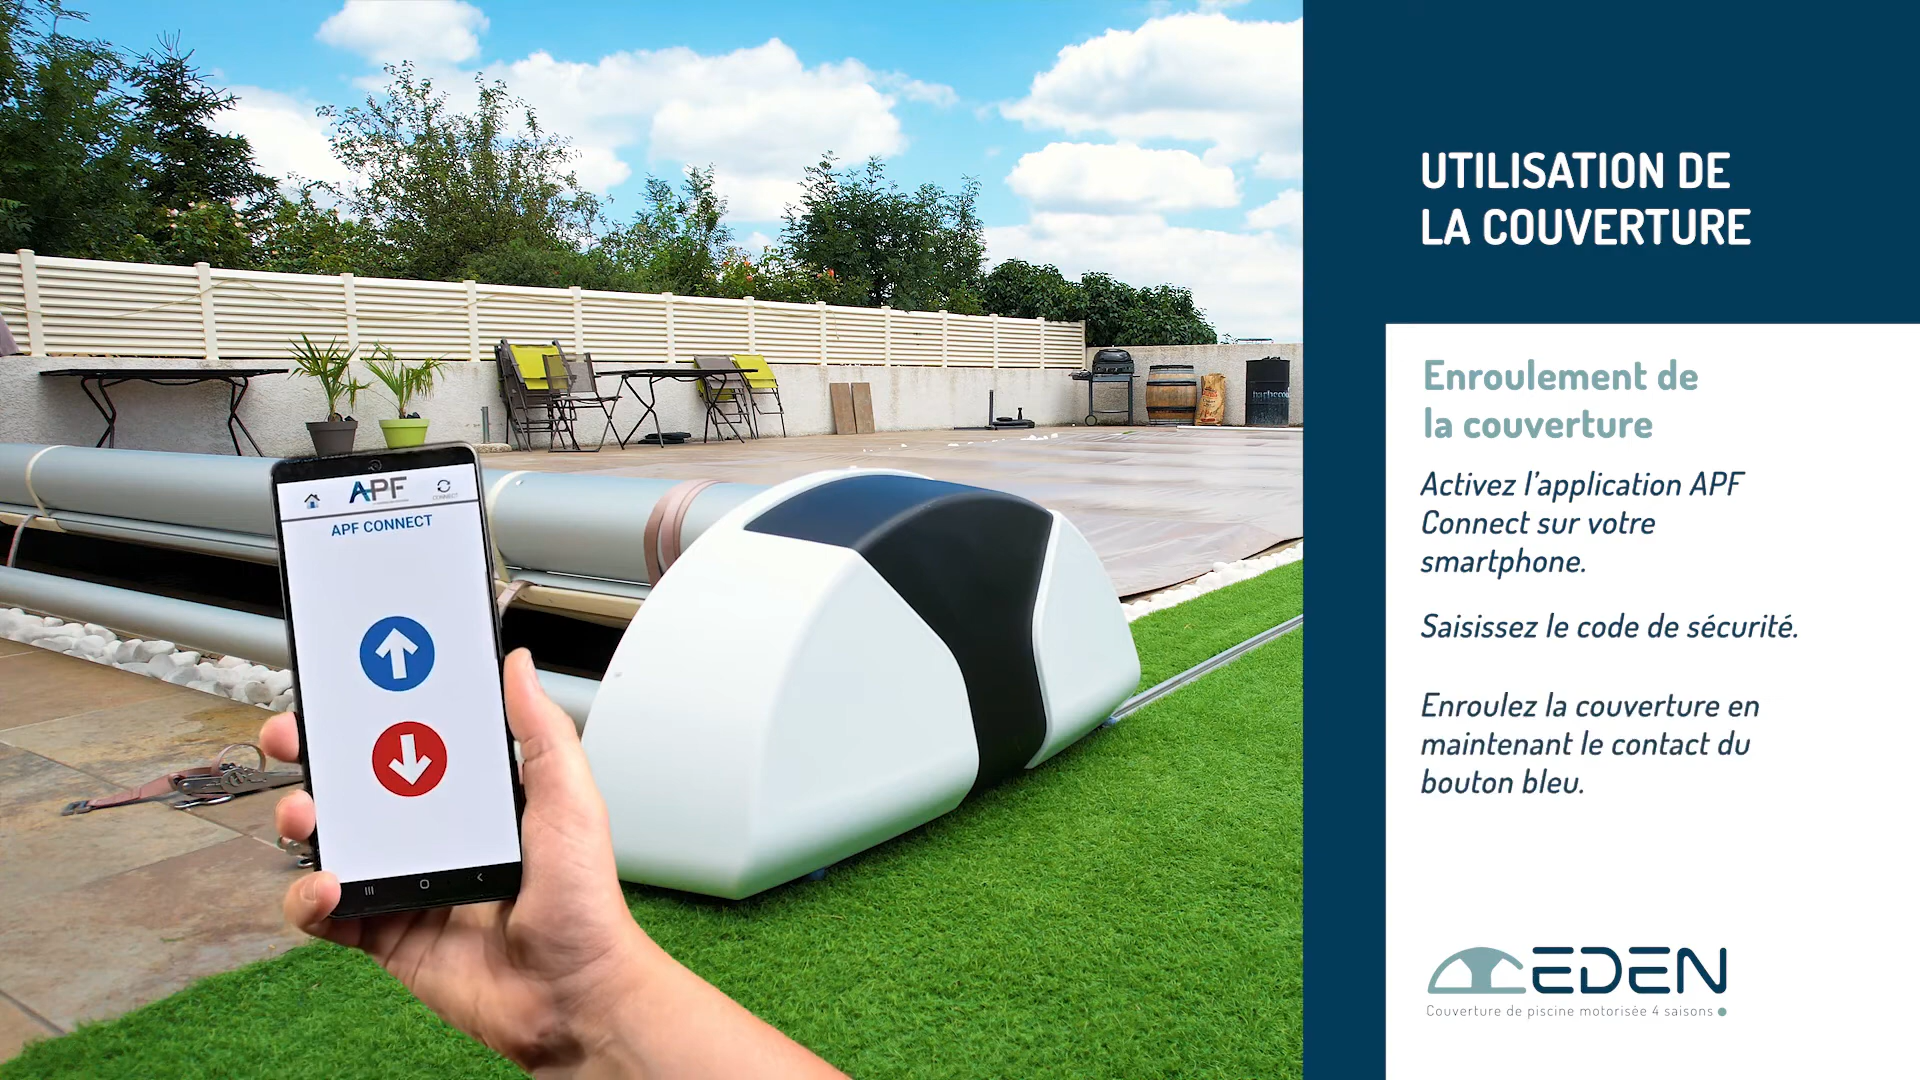 UTILISATION DE
LA COUVERTURE
Enroulement de
la couverture
Activez l'application APF
Connect sur votre
smartphone.
Saisissez le code de sécurité.
Enroulez la couverture en
maintenant le contact du
bouton bleu.
EDEN
Couverture de piscine motorisée 4 saisons
APF
CONNECT
APF CONNECT